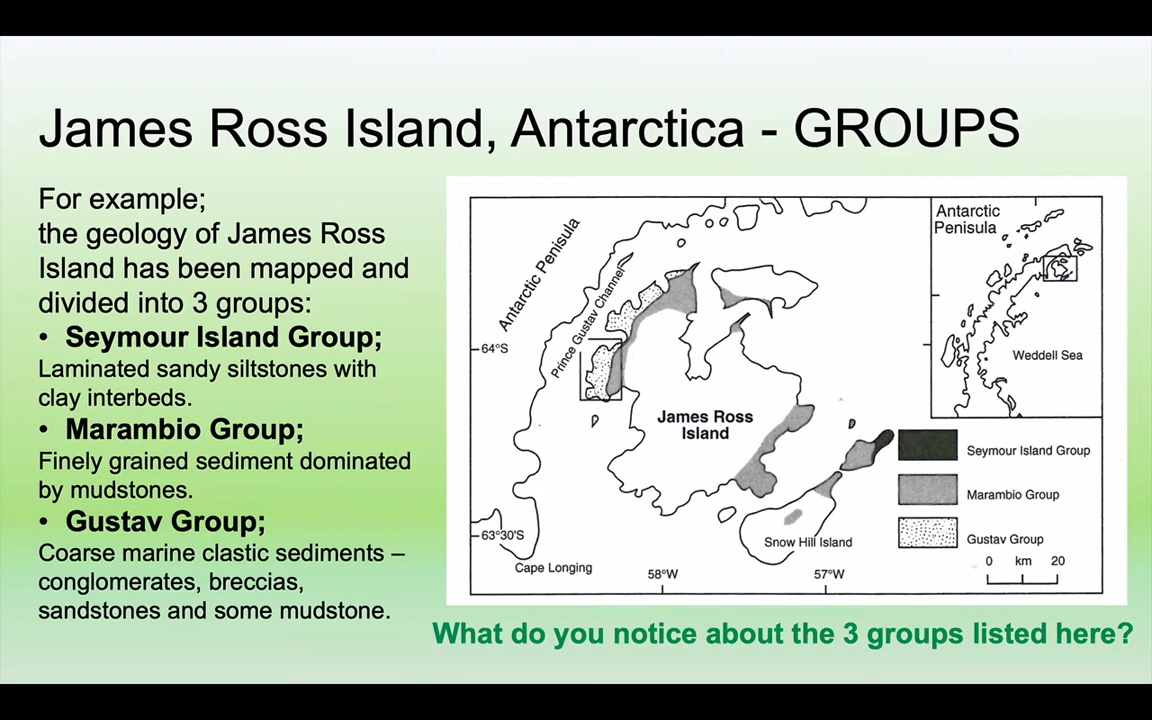 James Ross Island, Antarctica - GROUPS
For example;
the geology of James Ross
Island has been mapped and
divided into 3 groups:
• Seymour Island Group;
Laminated sandy siltstones with
clay interbeds.
• Marambio Group;
Finely grained sediment dominated
by mudstones.
• Gustav Group;
Coarse marine clastic sediments –
conglomerates, breccias,
sandstones and some mudstone.
Antarctic Penisula
Prince Gustav Channel
64°S
63°30'S
James Ross
Island
Snow Hill Island
Cape Longing
58°W
57°W
Antarctic
Penisula
Weddell Sea
Seymour Island Group
Marambio Group
Gustav Group
0 km 20
What do you notice about the 3 groups listed here?